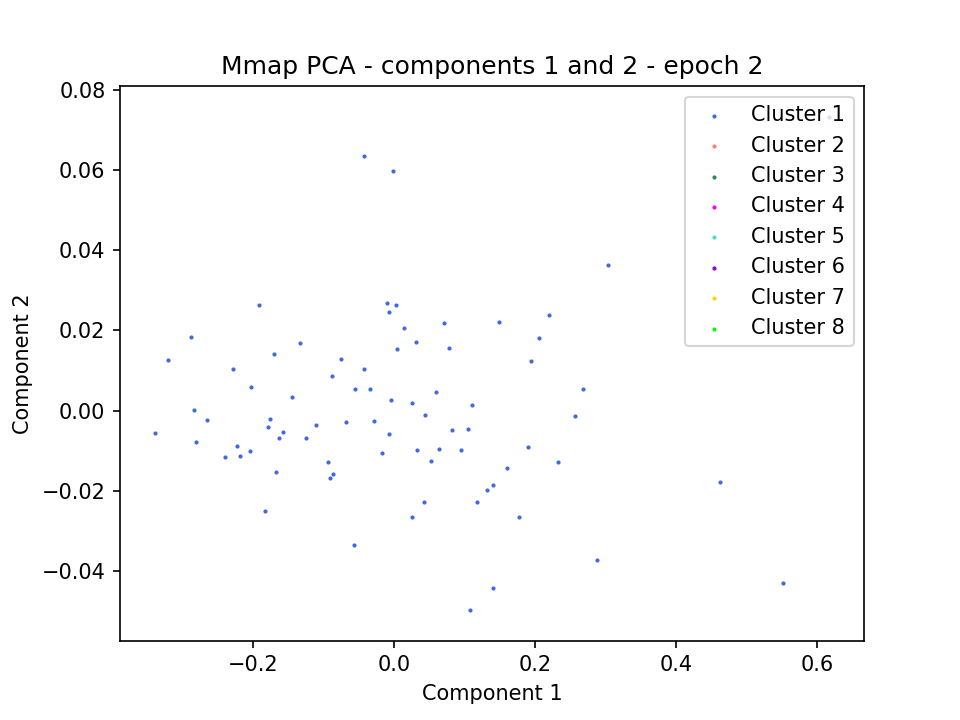 Mmap PCA - components 1 and 2 - epoch 2
0.08
0.06
0.04
0.02
0.00
−0.02
−0.04
Component 2
Cluster 1
Cluster 2
Cluster 3
Cluster 4
Cluster 5
Cluster 6
Cluster 7
Cluster 8
−0.2 0.0 0.2 0.4 0.6
Component 1